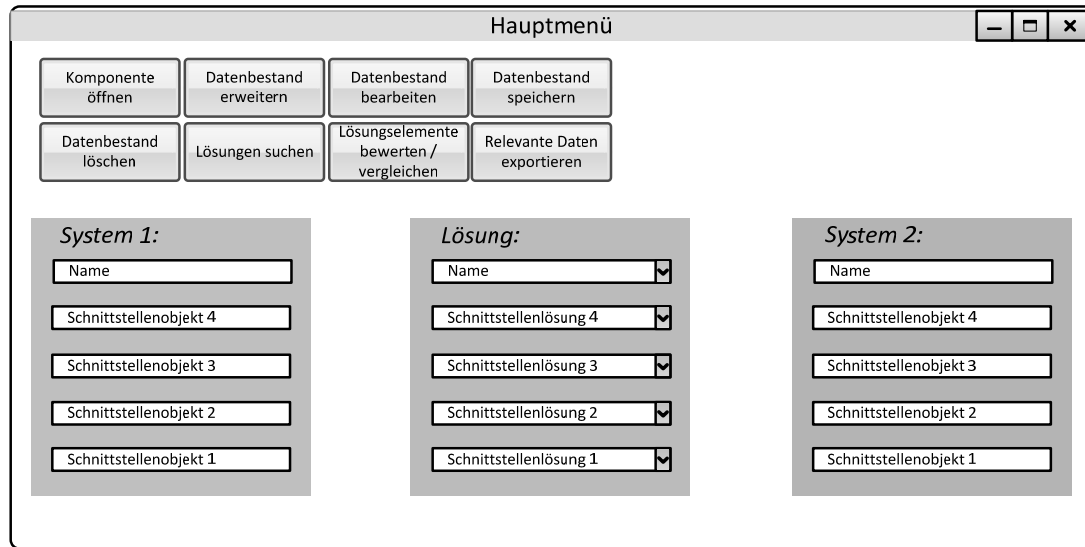 Hauptmenü
Komponente
öffnen
Datenbestand
erweitern
Datenbestand
bearbeiten
Datenbestand
speichern
Datenbestand
löschen
Lösungen suchen
Lösungselemente
bewerten /
vergleichen
Relevante Daten
exportieren
System 1:
Name
Schnittstellenobjekt 4
Schnittstellenobjekt 3
Schnittstellenobjekt 2
Schnittstellenobjekt 1
Lösung:
Name
Schnittstellenlösung 4
Schnittstellenlösung 3
Schnittstellenlösung 2
Schnittstellenlösung 1
System 2:
Name
Schnittstellenobjekt 4
Schnittstellenobjekt 3
Schnittstellenobjekt 2
Schnittstellenobjekt 1